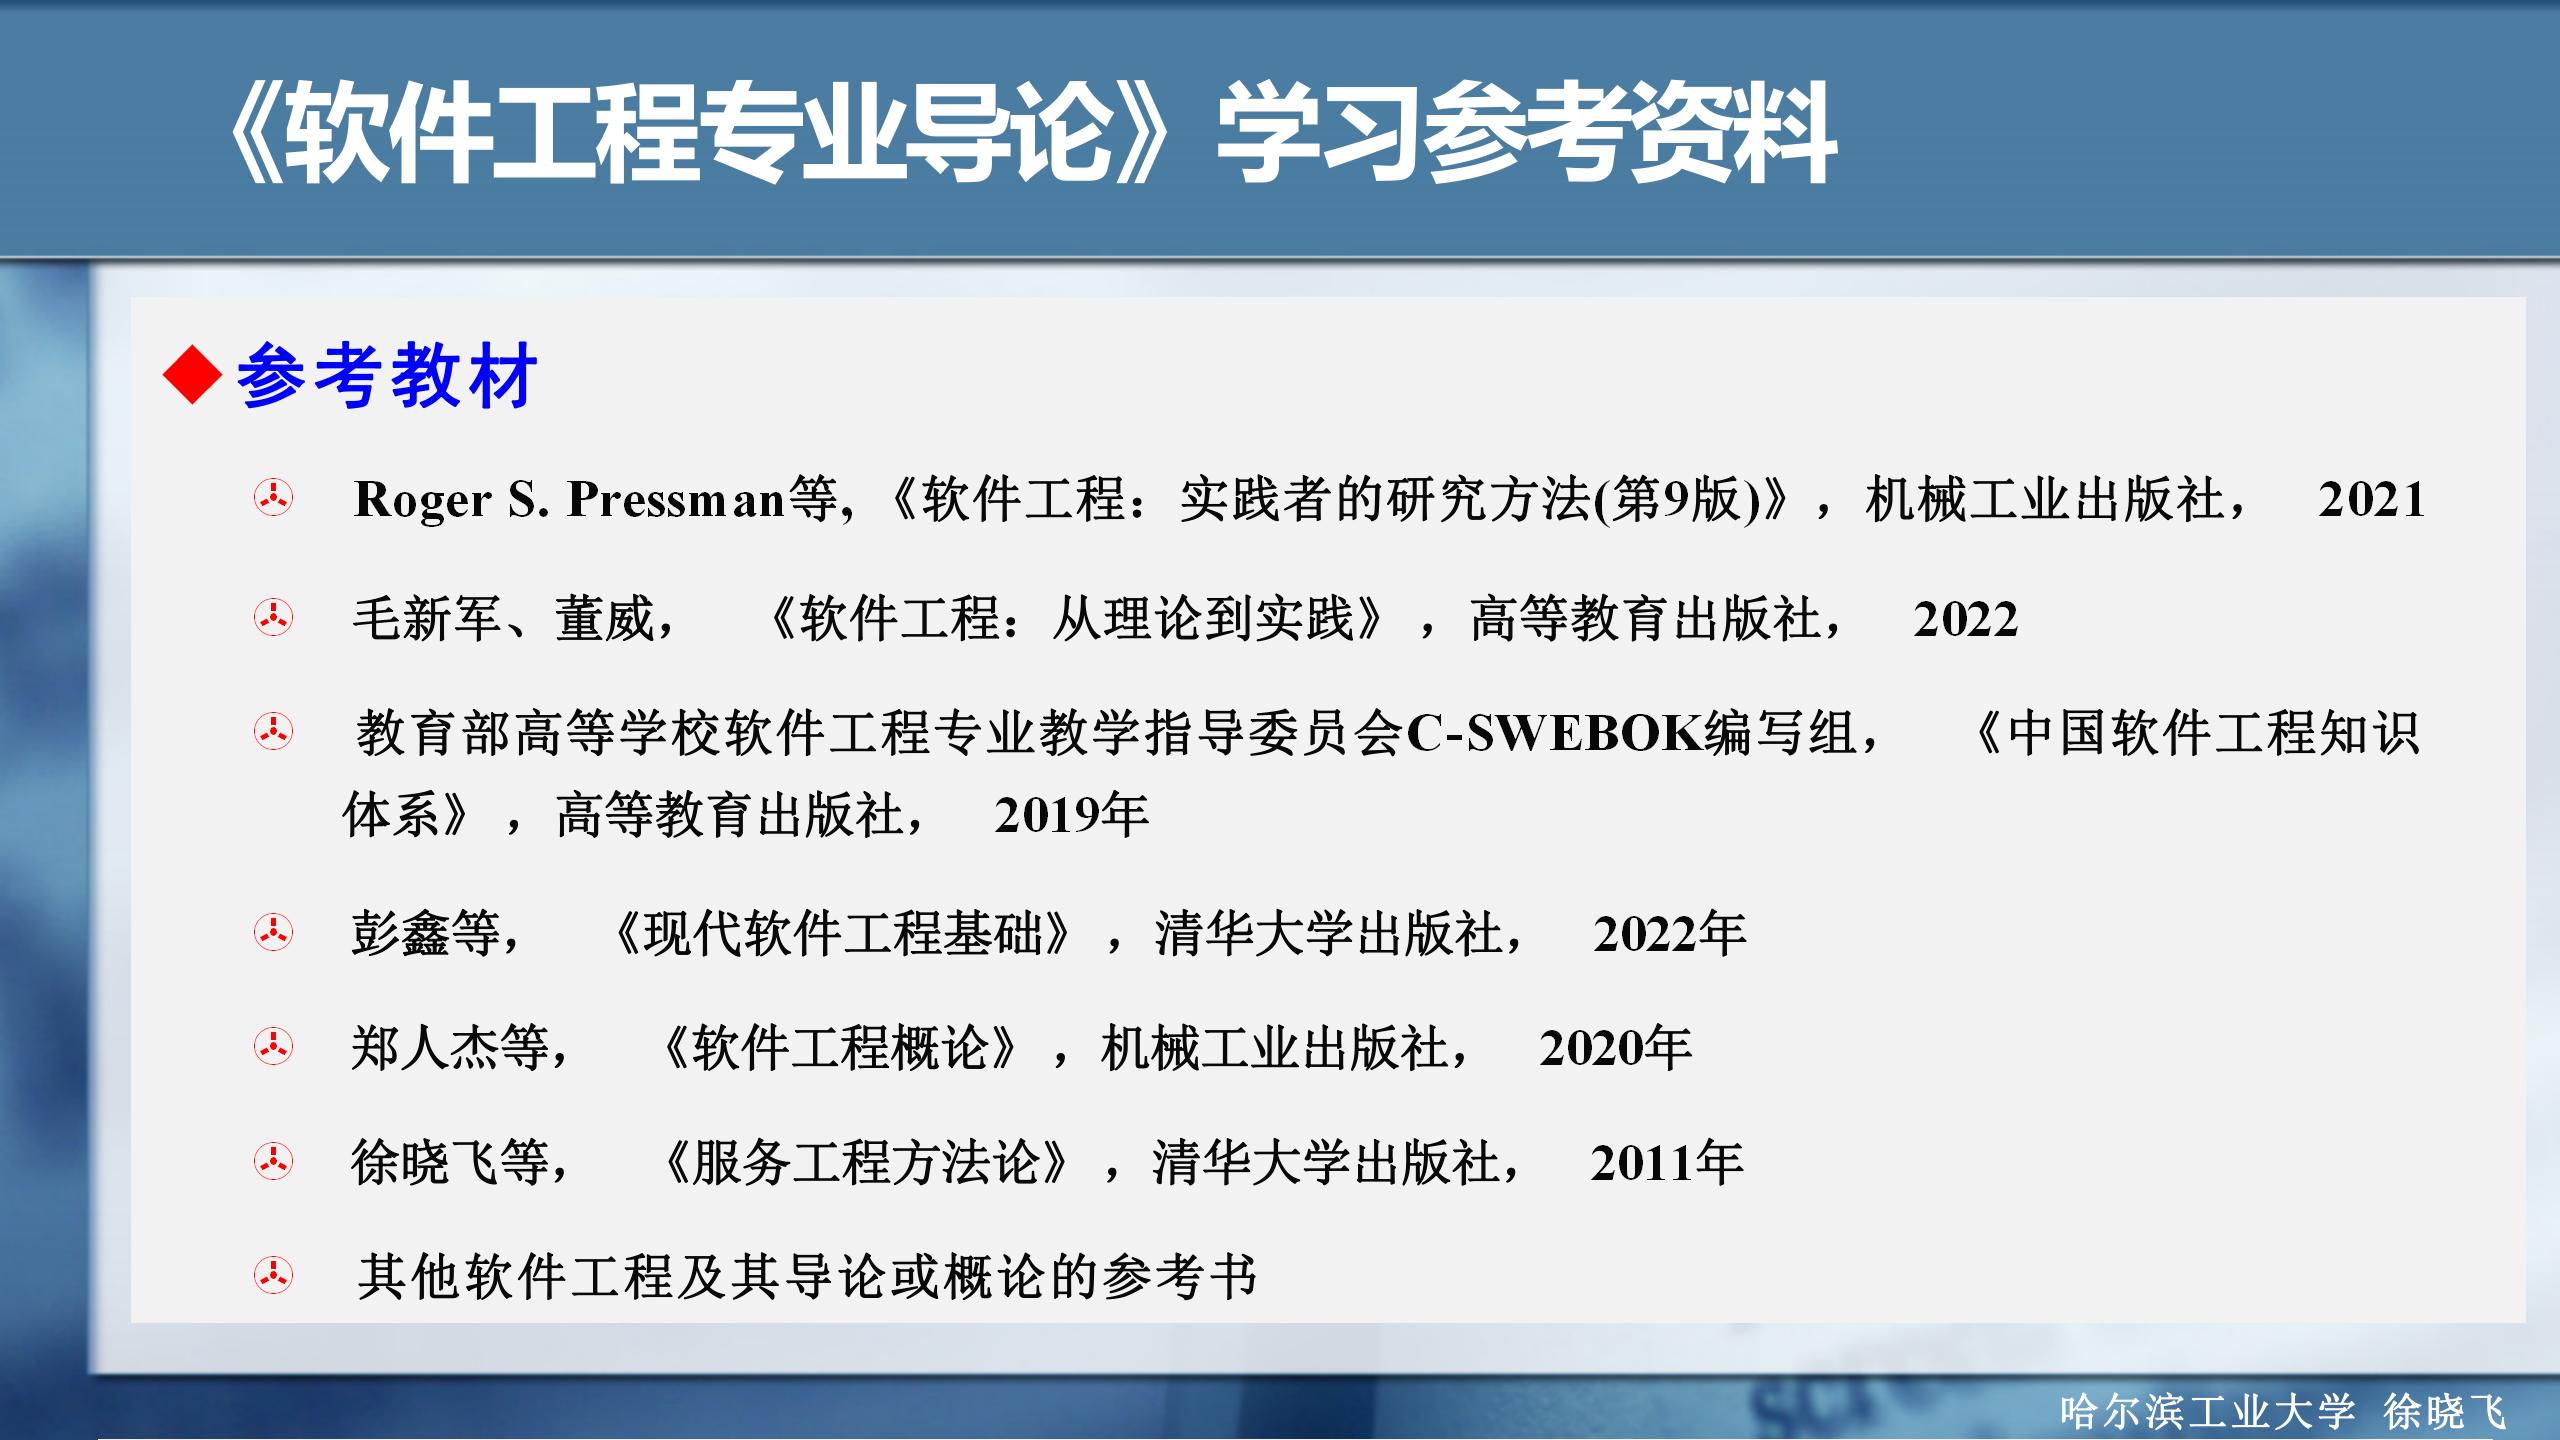 《软件工程专业导论》学习参考资料
参考教材
Roger S. Pressman等,《软件工程：实践者的研究方法(第9版)》，机械工业出版社， 2021
毛新军、董威， 《软件工程：从理论到实践》，高等教育出版社， 2022
教育部高等学校软件工程专业教学指导委员会C-SWEBOK编写组， 《中国软件工程知识
体系》，高等教育出版社， 2019年
彭鑫等， 《现代软件工程基础》，清华大学出版社， 2022年
郑人杰等， 《软件工程概论》，机械工业出版社， 2020年
徐晓飞等， 《服务工程方法论》，清华大学出版社， 2011年
其他软件工程及其导论或概论的参考书
哈尔滨工业大学 徐晓飞